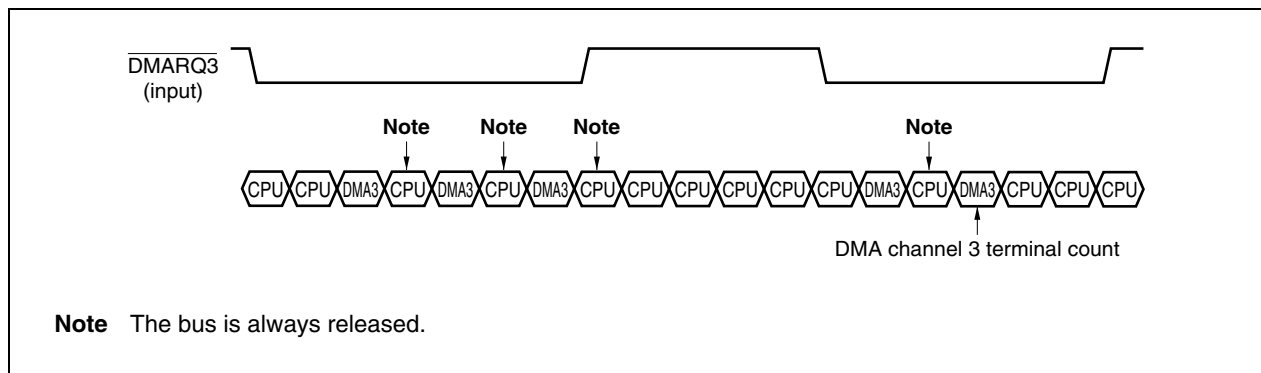 DMARQ3
(input)
Note Note Note Note
CPU CPU DMA3 CPU DMA3 CPU DMA3 CPU CPU CPU CPU CPU CPU DMA3 CPU DMA3 CPU CPU CPU
DMA channel 3 terminal count
Note The bus is always released.